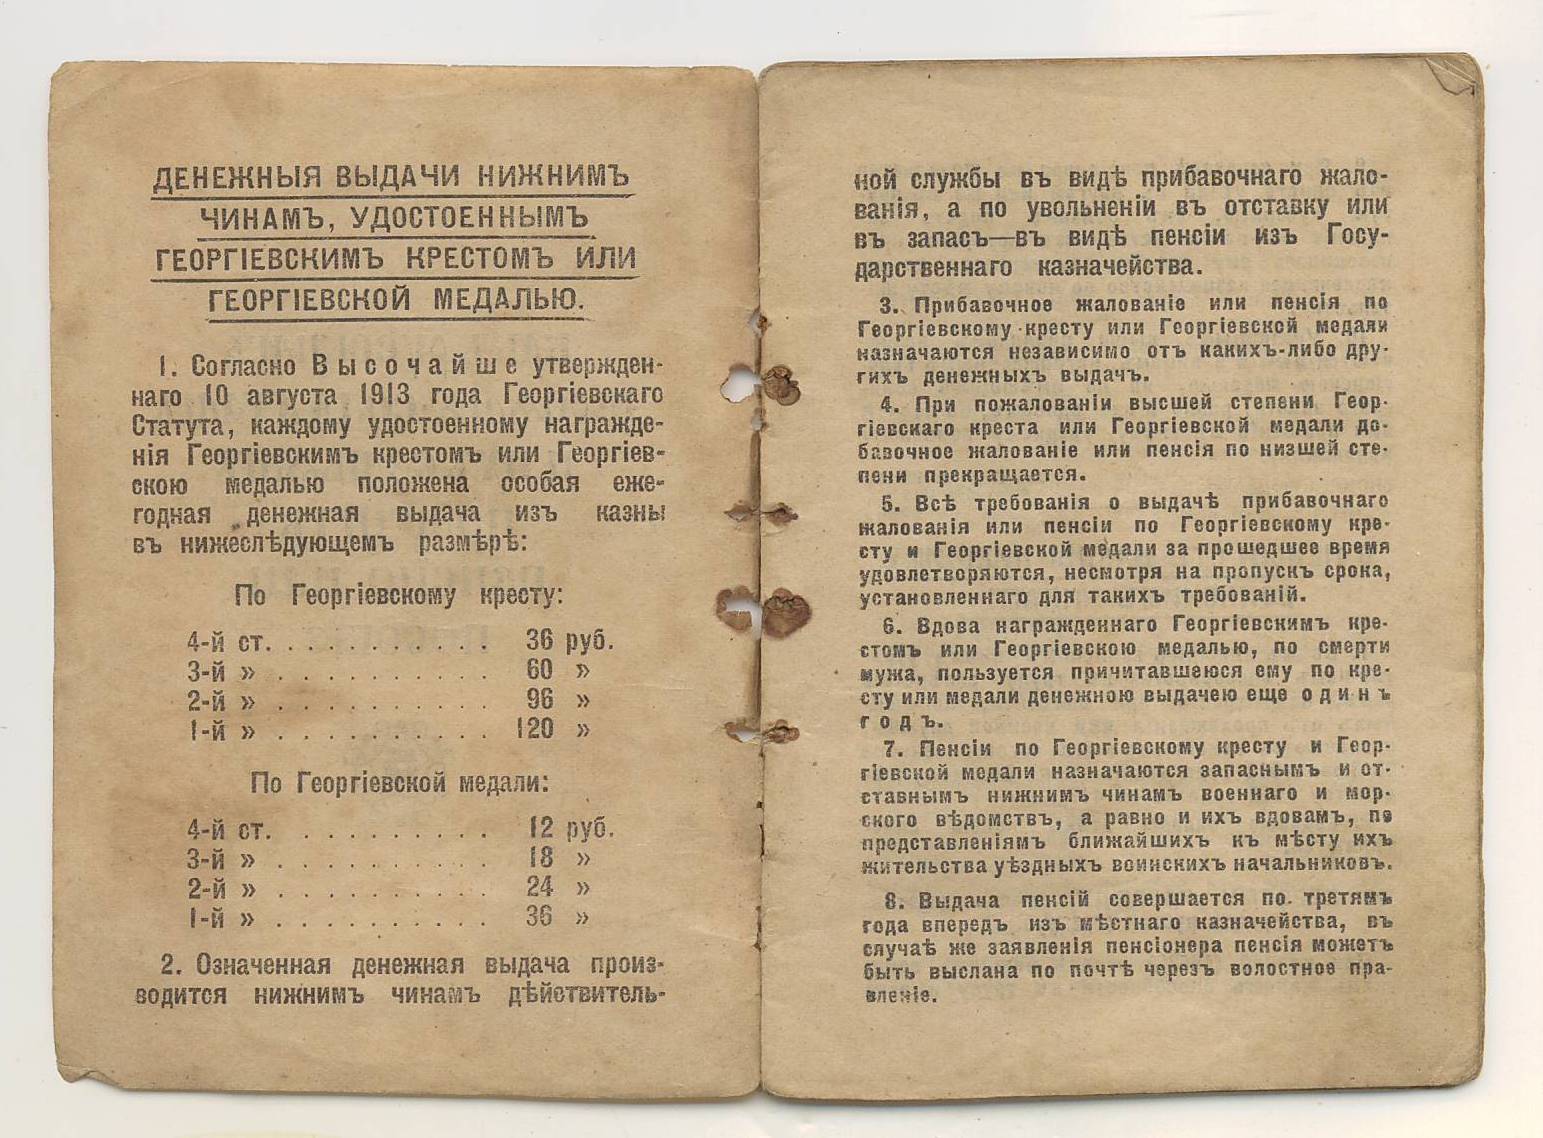 ДЕНЕЖНЫЯ ВЫДАЧИ НИЖНИМЪ
ЧИНАМЪ, УДОСТОЕННЫМЪ
ГЕОРГІЕВСКИМЪ КРЕСТОМЪ ИЛИ
ГЕОРГІЕВСКОЙ МЕДАЛЬЮ.
1. Согласно Высочайше утвержден-
наго 10 августа 1913 года Георгіевскаго
Статута, каждому удостоенному награжде-
нія Георгіевскимъ крестомъ или Георгіев-
скою медалью положена особая еже-
годная денежная выдача изъ казны
въ нижеслѣдующемъ размѣрѣ:
По Георгіевскому кресту:
4-й ст. . . . . . . . . . . . 36 руб.
3-й » . . . . . . . . . . . 60 »
2-й » . . . . . . . . . . . 96 »
1-й » . . . . . . . . . . . 120 »
По Георгіевской медали:
4-й ст. . . . . . . . . . . 12 руб.
3-й » . . . . . . . . . . . 18 »
2-й » . . . . . . . . . . . 24 »
1-й » . . . . . . . . . . . 36 »
2. Означенная денежная выдача произ-
водится нижнимъ чинамъ дѣйствитель-
ной службы въ видѣ прибавочнаго жало-
ванія, а по увольненіи въ отставку или
въ запасъ—въ видѣ пенсіи изъ Госу-
дарственнаго казначейства.
3. Прибавочное жалованіе или пенсія по
Георгіевскому кресту или Георгіевской медали
назначаются независимо отъ какихъ-либо дру-
гихъ денежныхъ выдачъ.
4. При пожалованіи высшей степени Геор-
гіевскаго креста или Георгіевской медали до-
бавочное жалованіе или пенсія по низшей сте-
пени прекращается.
5. Всѣ требованія о выдачѣ прибавочнаго
жалованія или пенсіи по Георгіевскому кре-
сту и Георгіевской медали за прошедшее время
удовлетворяются, несмотря на пропускъ срока,
установленнаго для такихъ требованій.
6. Вдова награжденнаго Георгіевскимъ кре-
стомъ или Георгіевскою медалью, по смерти
мужа, пользуется причитавшеюся ему по кре-
сту или медали денежною выдачею еще одинъ
годъ.
7. Пенсіи по Георгіевскому кресту и Геор-
гіевской медали назначаются запаснымъ и от-
ставнымъ нижнимъ чинамъ военнаго и мор-
ского вѣдомствъ, а равно и ихъ вдовамъ, по
представленіямъ ближайшихъ къ мѣсту ихъ
жительства уѣздныхъ воинскихъ начальниковъ.
8. Выдача пенсій совершается по третямъ
года впередъ изъ мѣстнаго казначейства, въ
случаѣ же заявленія пенсіонера пенсія можетъ
быть выслана по почтѣ черезъ волостное пра-
вленіе.